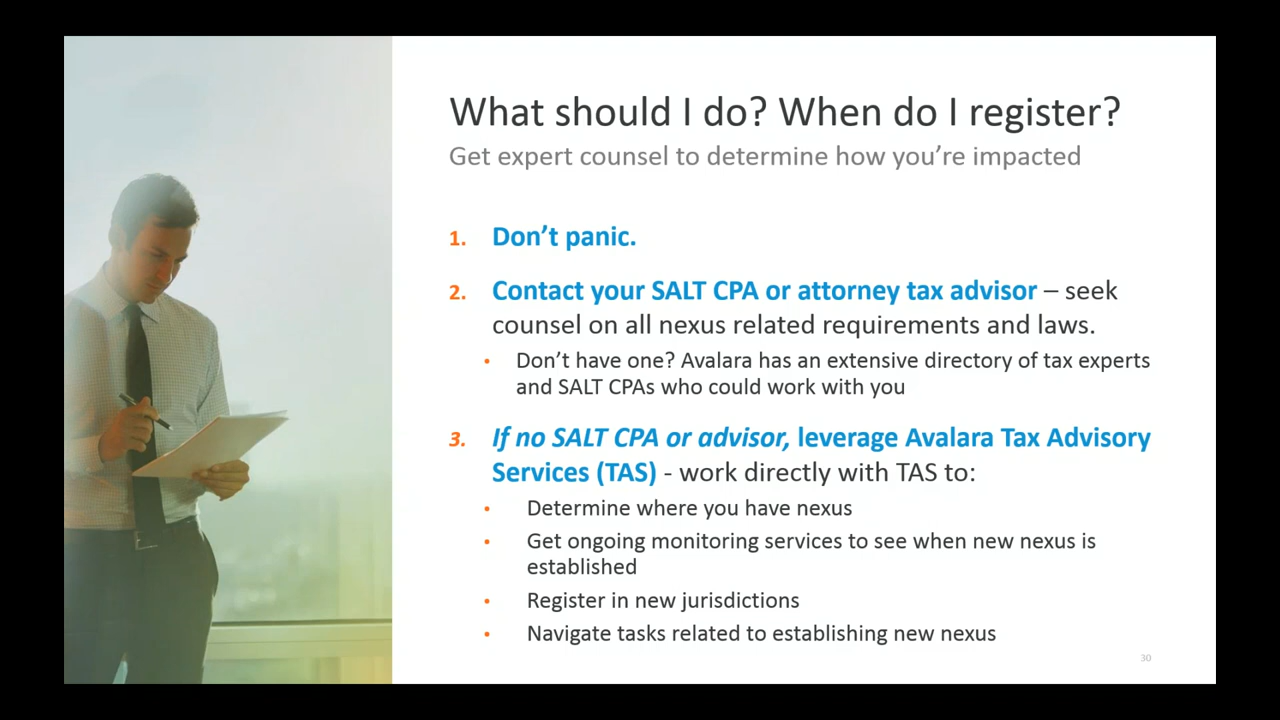 What should I do? When do I register?
Get expert counsel to determine how you’re impacted
1. Don’t panic.
2. Contact your SALT CPA or attorney tax advisor – seek
counsel on all nexus related requirements and laws.
• Don’t have one? Avalara has an extensive directory of tax experts
and SALT CPAs who could work with you
3. If no SALT CPA or advisor, leverage Avalara Tax Advisory
Services (TAS) - work directly with TAS to:
• Determine where you have nexus
• Get ongoing monitoring services to see when new nexus is
established
• Register in new jurisdictions
• Navigate tasks related to establishing new nexus
30